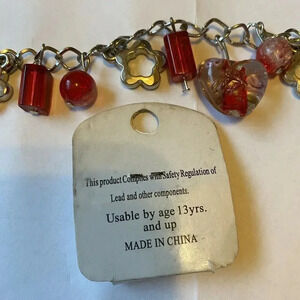 This product Complies with Safety Regulation of
Lead and other components.
Usable by age 13yrs.
and up
MADE IN CHINA